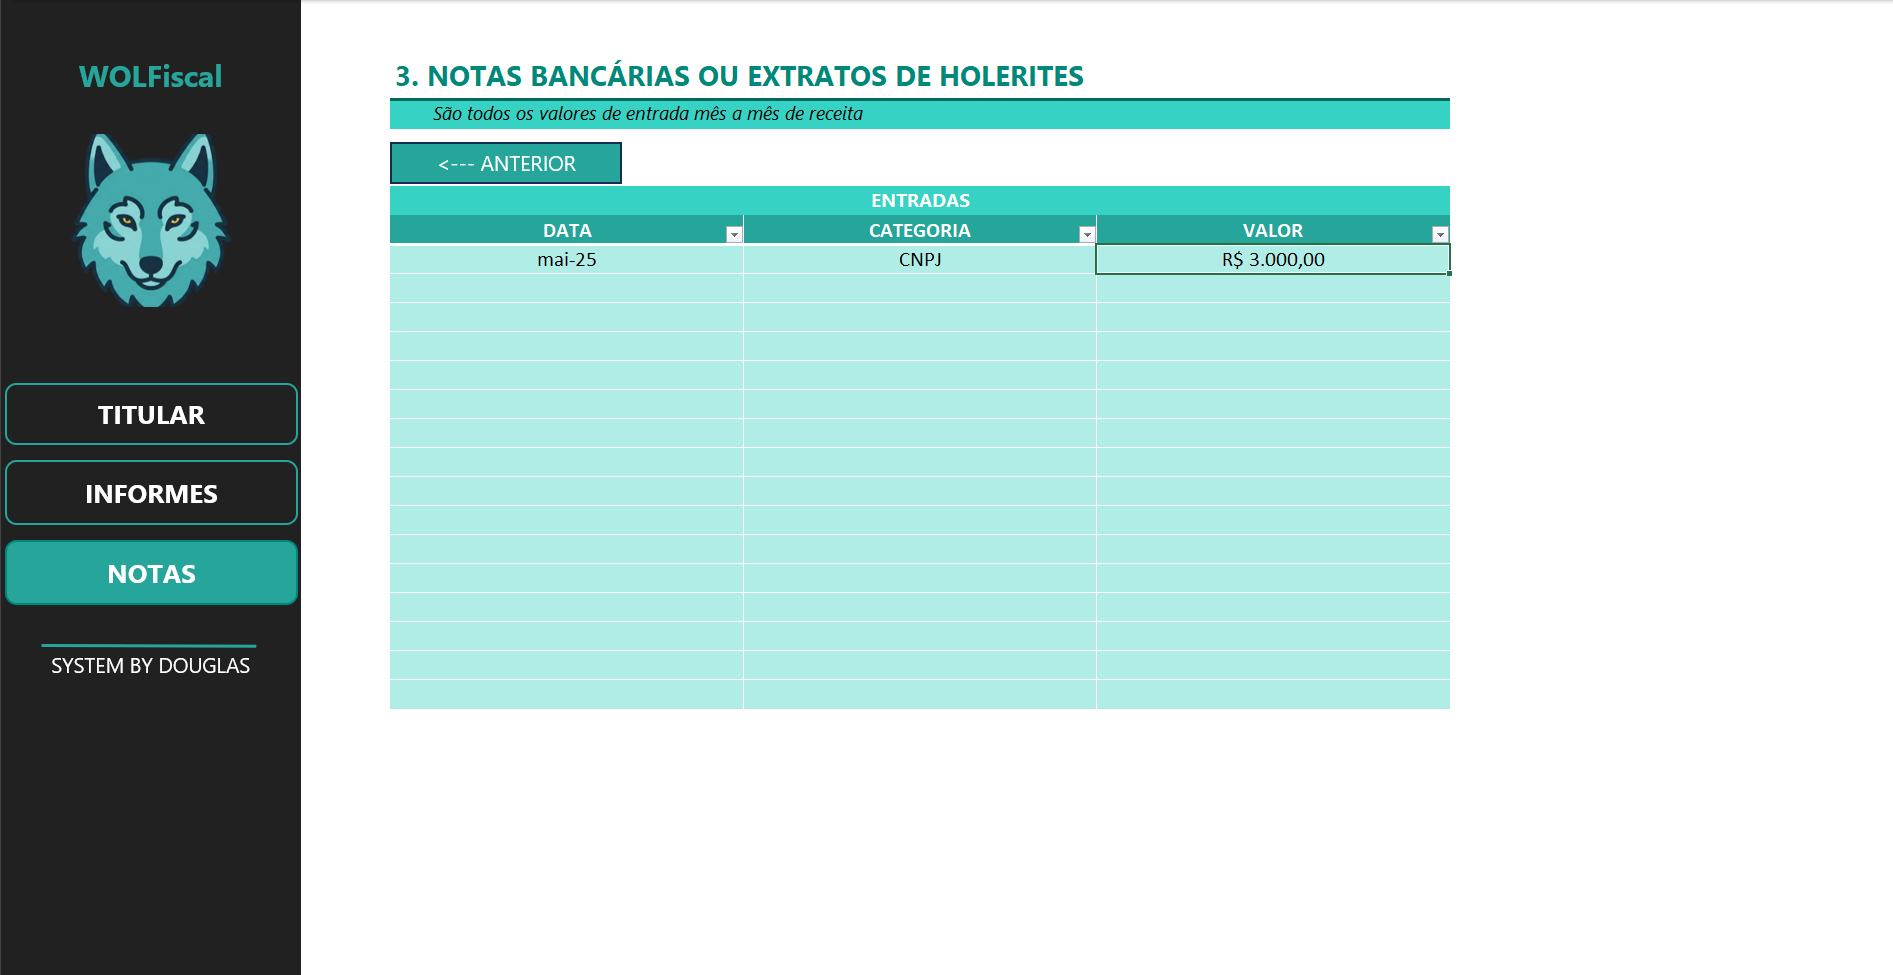 WOLFiscal
TITULAR
INFORMES
NOTAS
SYSTEM BY DOUGLAS
3. NOTAS BANCÁRIAS OU EXTRATOS DE HOLERITES
São todos os valores de entrada mês a mês de receita
<--- ANTERIOR
ENTRADAS
DATA CATEGORIA VALOR
mai-25 CNPJ R$ 3.000,00